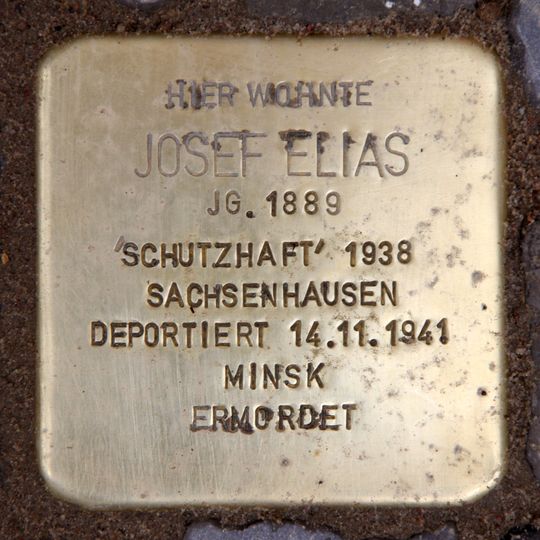 HIER WOHNTE
JOSEF ELIAS
JG. 1889
'SCHUTZHAFT' 1938
SACHSENHAUSEN
DEPORTIERT 14.11.1941
MINSK
ERMORDET